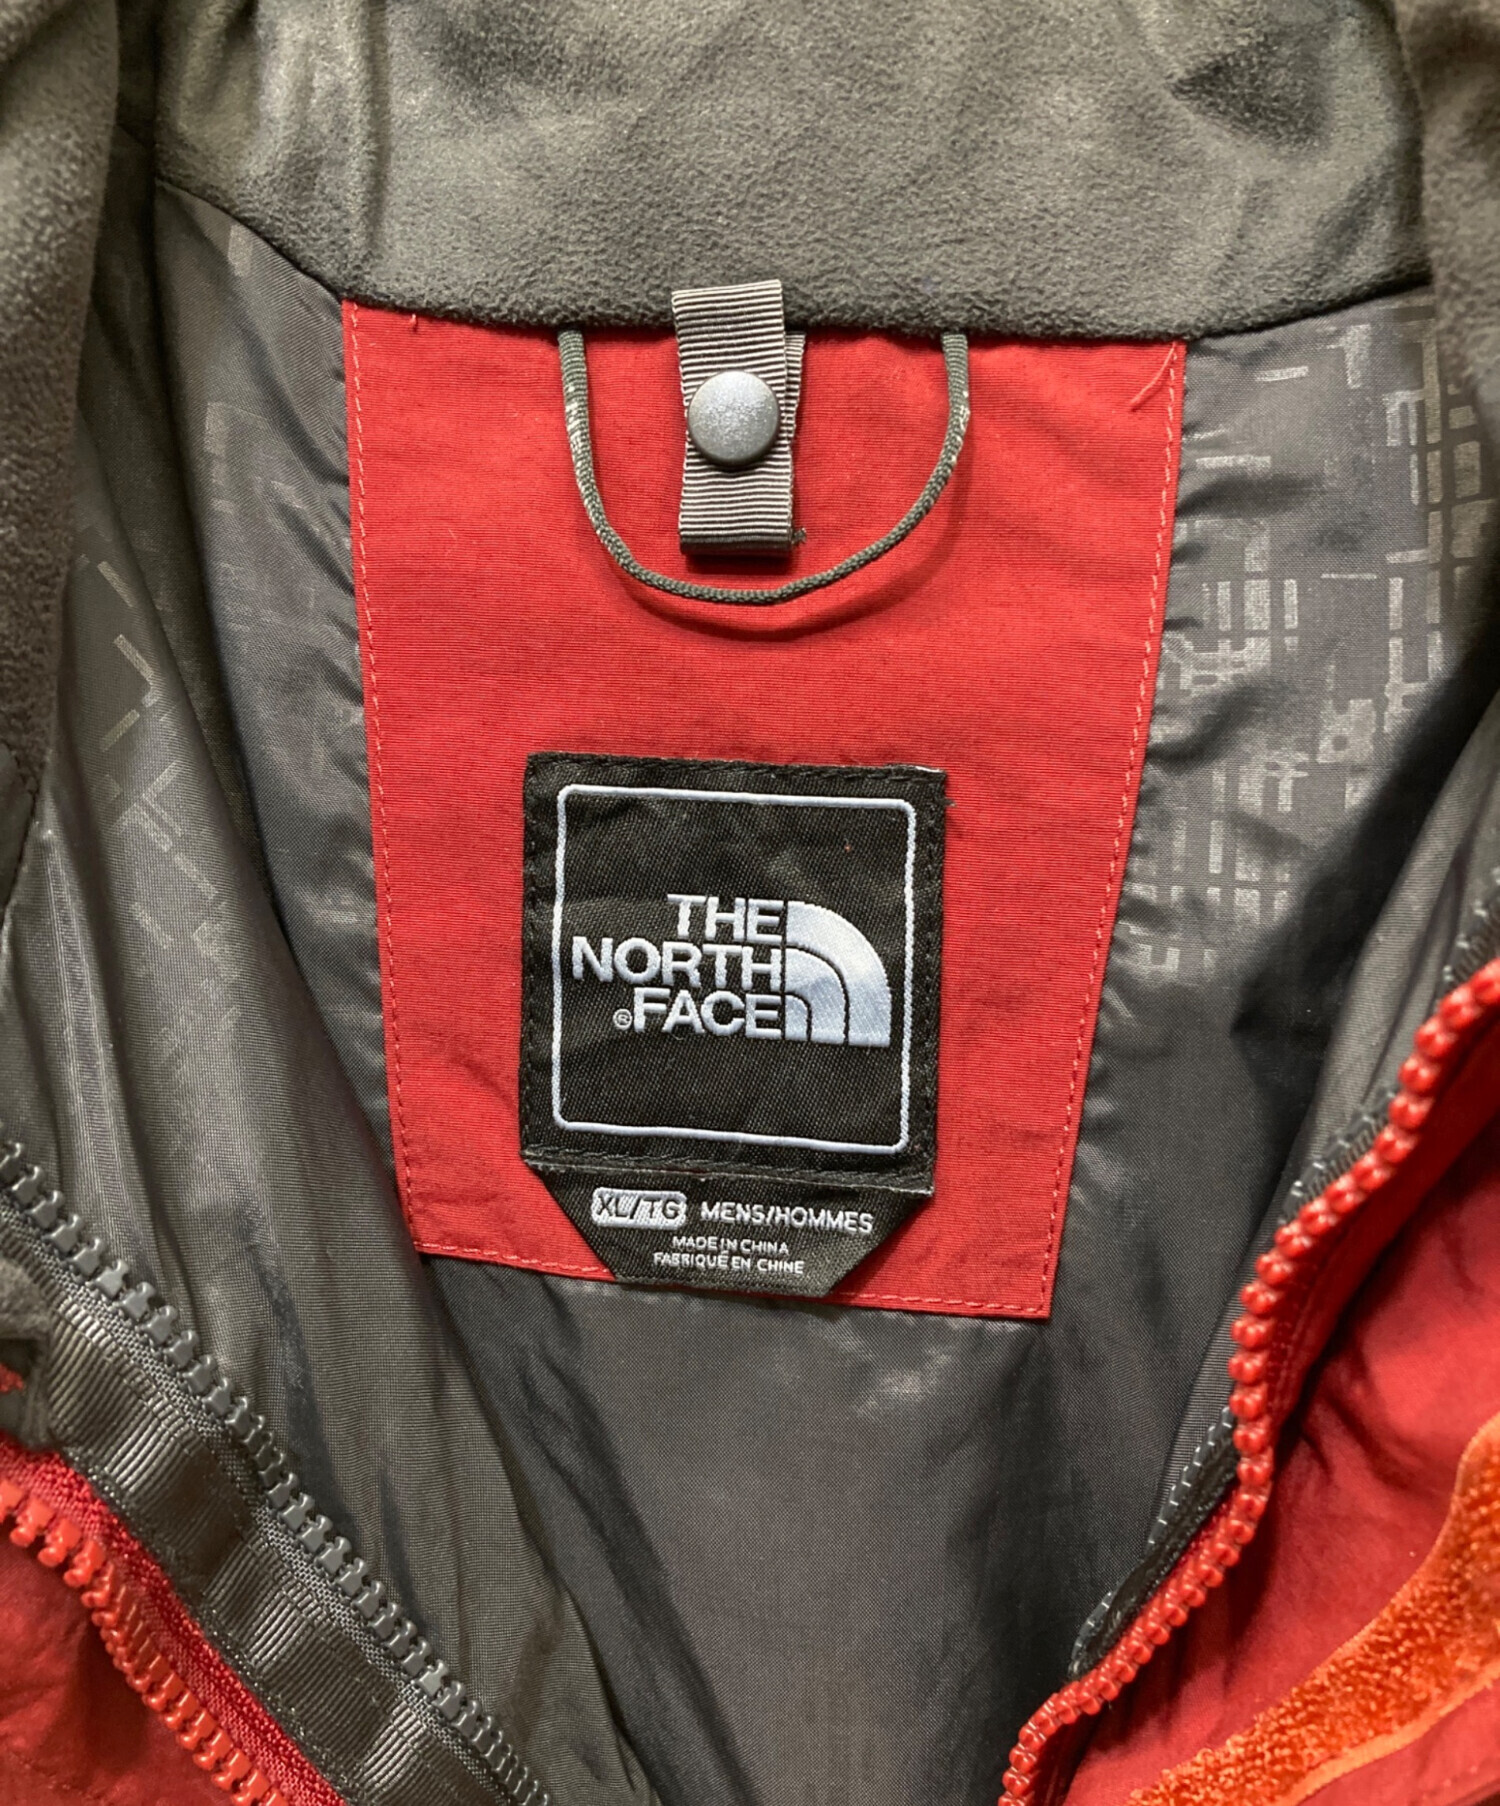 THE
NORTH
®FACE
XL/TG MENS/HOMMES
MADE IN CHINA
FABRIQUÉ EN CHINE